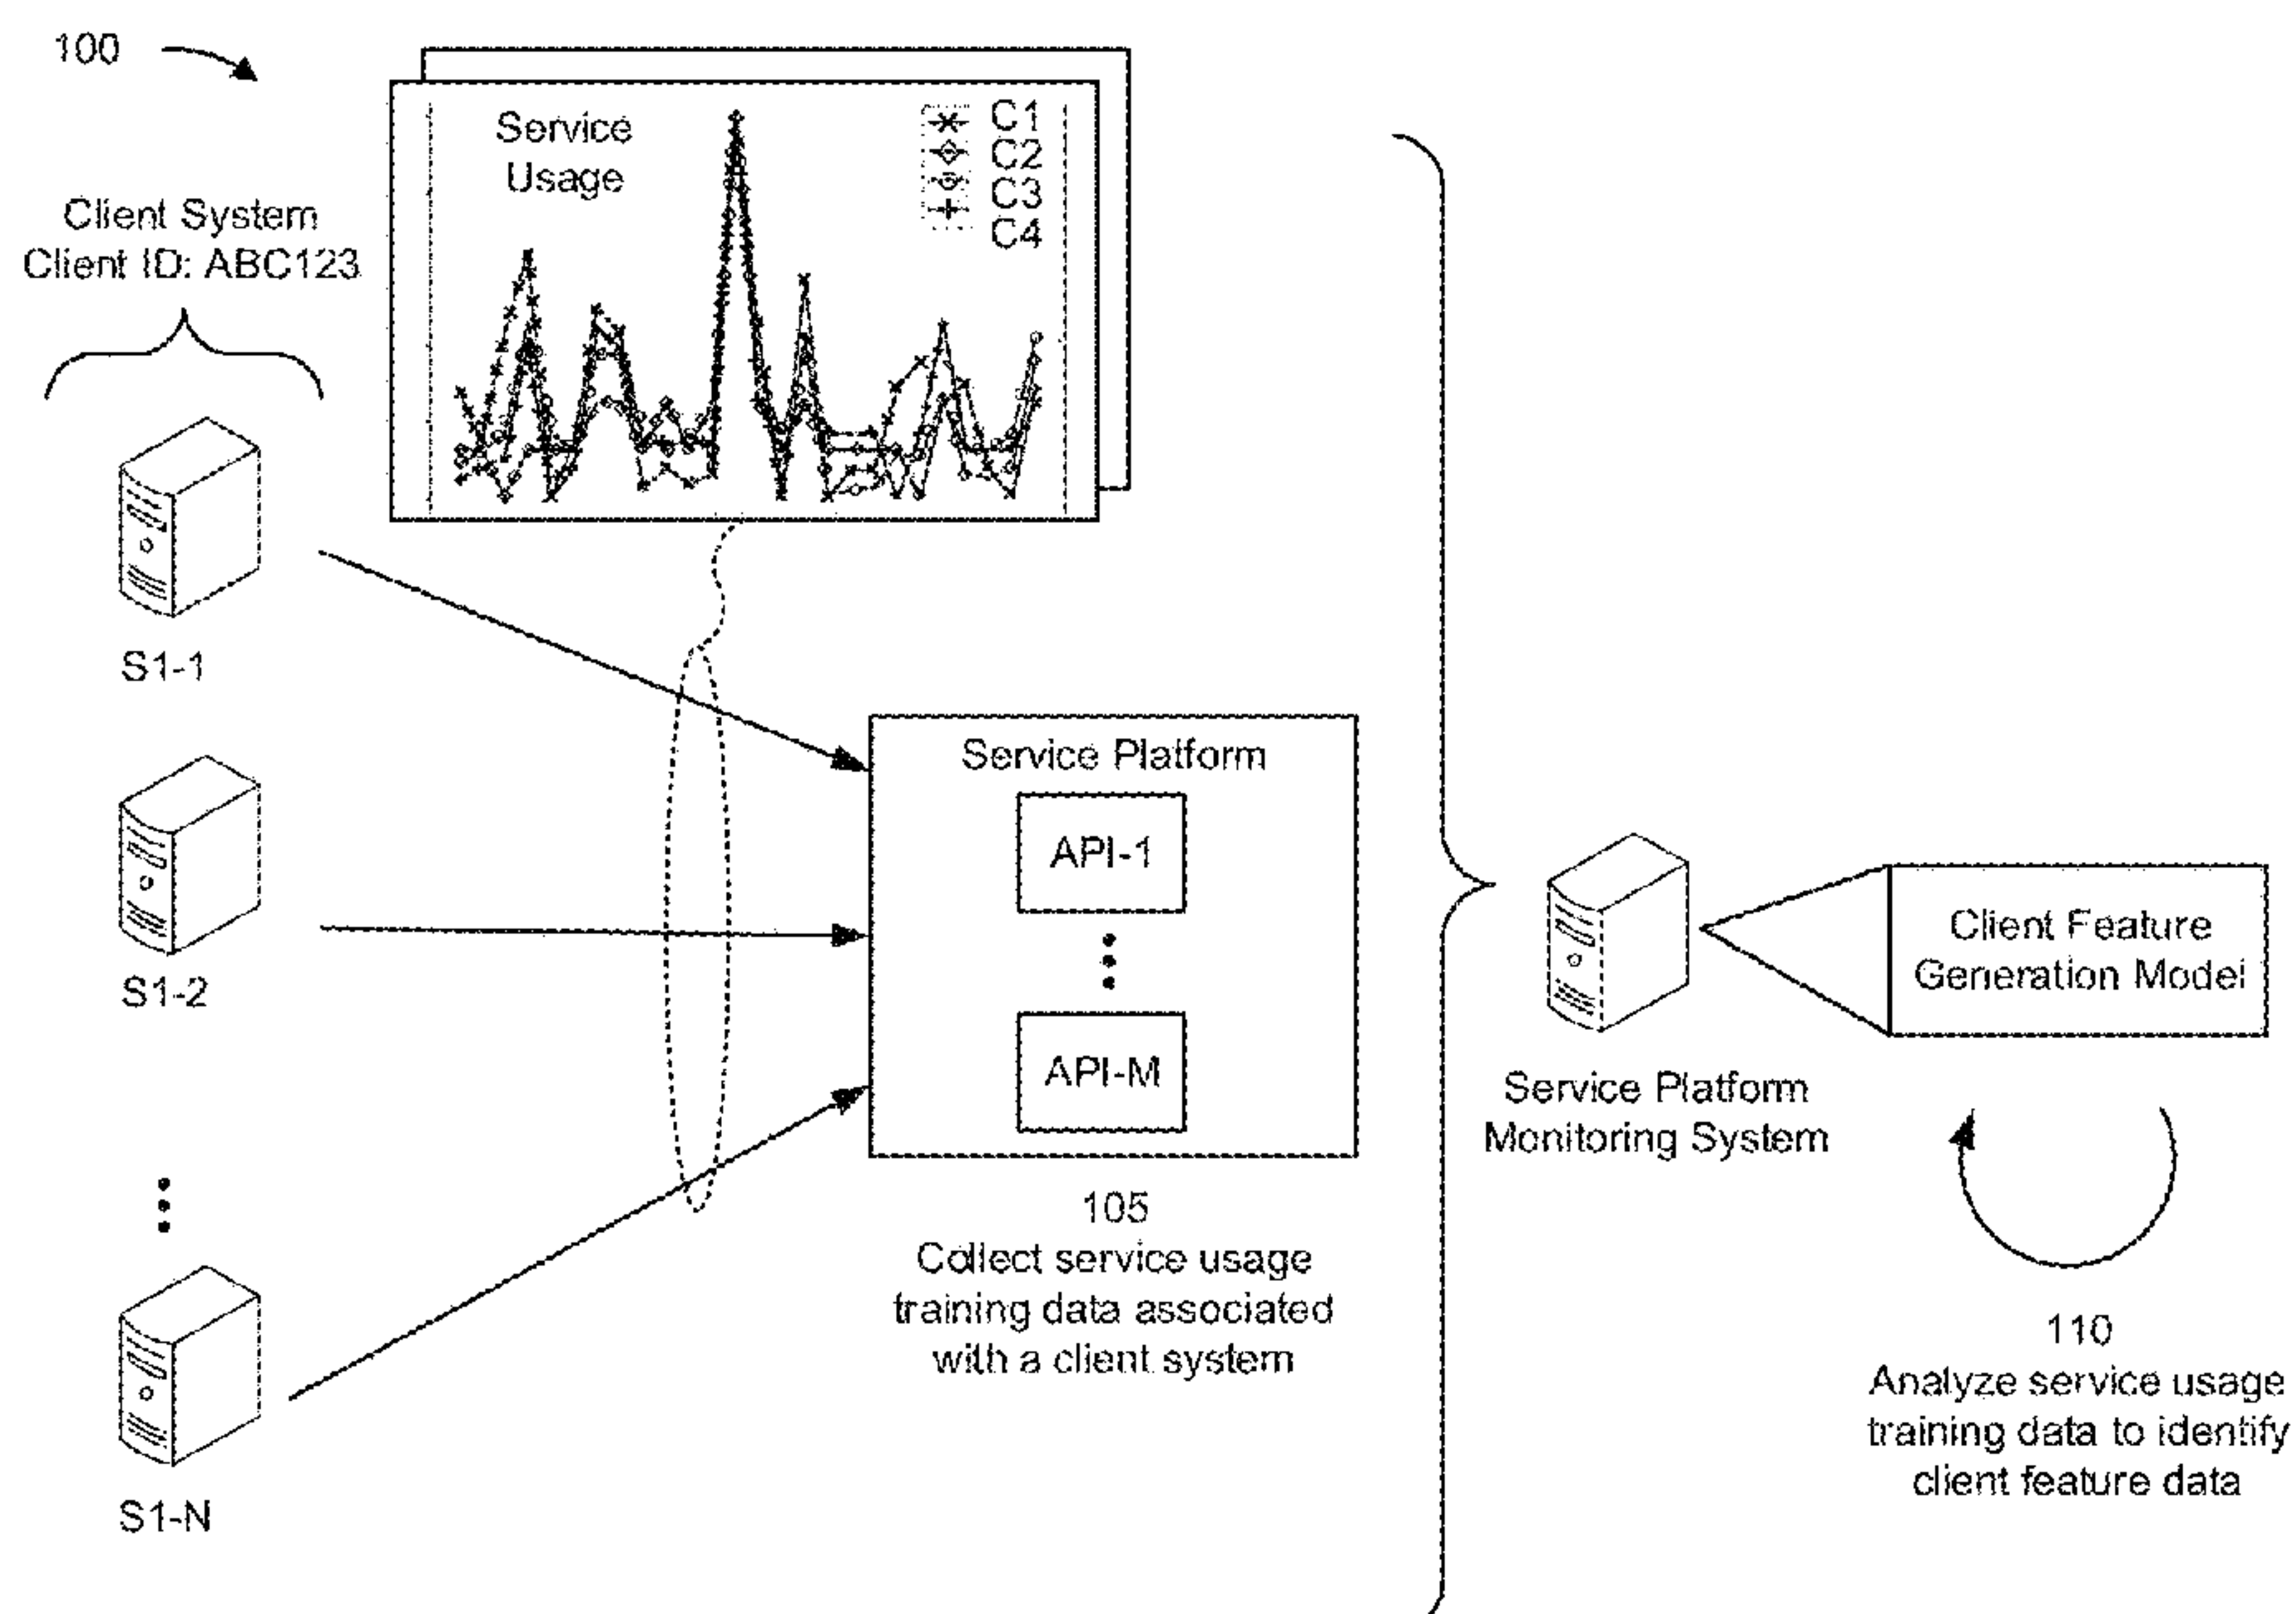 100
Service
Usage
C1
C2
C3
C4
Client System
Client ID: ABC123
S1-1
S1-2
S1-N
Service Platform
API-1
API-M
105
Collect service usage
training data associated
with a client system
Service Platform
Monitoring System
Client Feature
Generation Model
110
Analyze service usage
training data to identify
client feature data